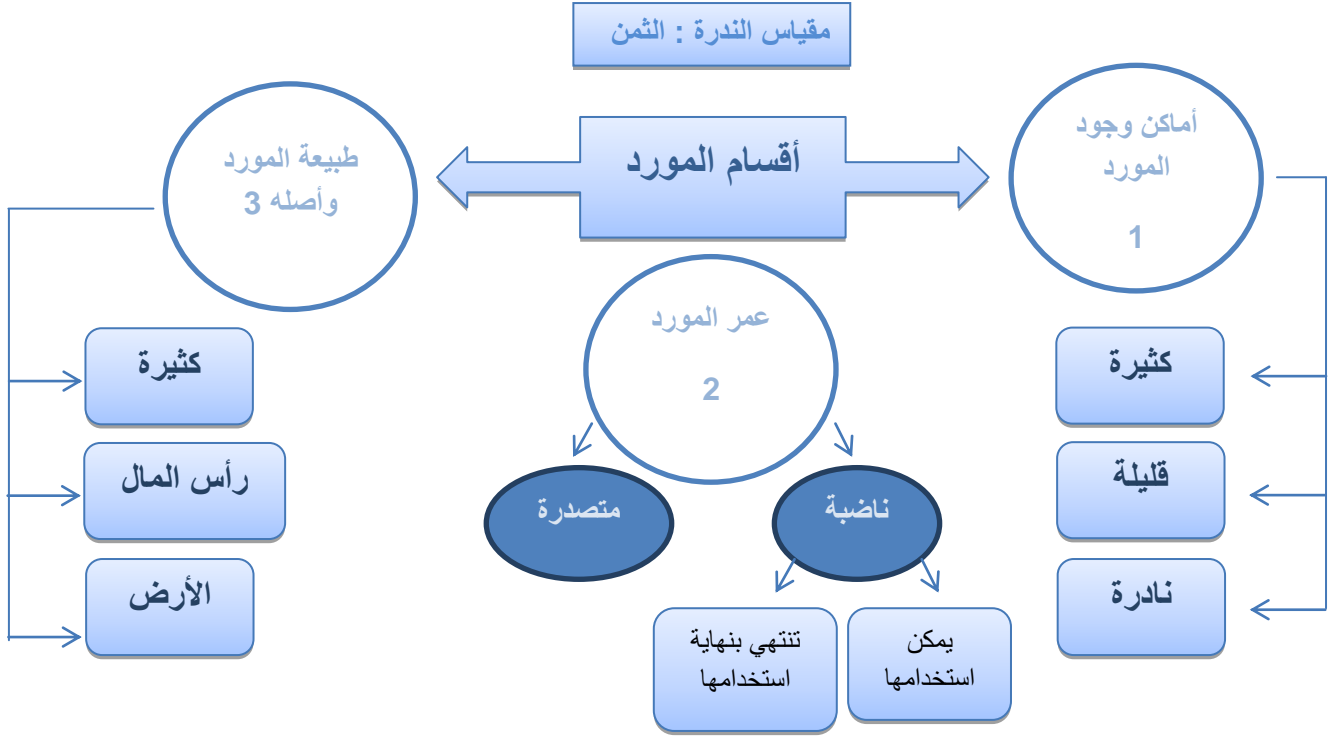 مقياس الندرة : الثمن
أقسام المورد
أماكن وجود
المورد
1
كثيرة
قليلة
نادرة
عمر المورد
2
ناضبة
متصدرة
يمكن
استخدامها
تنتهي بنهاية
استخدامها
طبيعة المورد
وأصله 3
كثيرة
رأس المال
الأرض